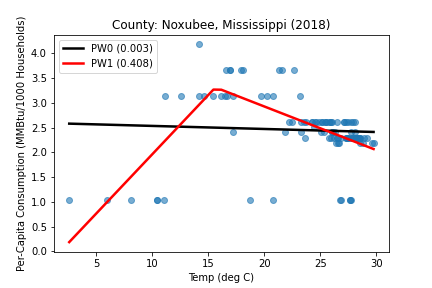 County: Noxubee, Mississippi (2018)
PW0 (0.003)
PW1 (0.408)
Per-Capita Consumption (MMBtu/1000 Households)
4.0
3.5
3.0
2.5
2.0
1.5
1.0
0.5
0.0
5 10 15 20 25 30
Temp (deg C)